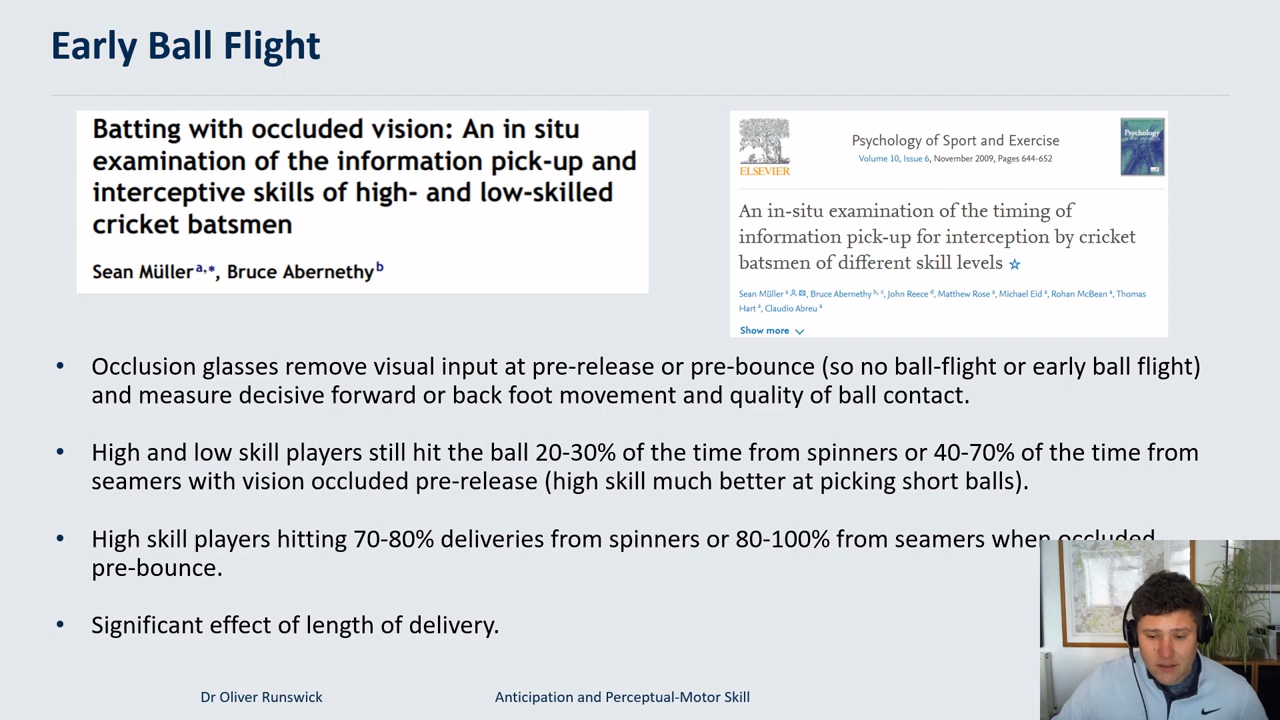 Early Ball Flight
Batting with occluded vision: An in situ
examination of the information pick-up and
interceptive skills of high- and low-skilled
cricket batsmen
Sean Müller a,*, Bruce Abernethy b
ELSEVIER
Psychology of Sport and Exercise
Volume 10, Issue 6, November 2009, Pages 644-652
Psychology
An in-situ examination of the timing of
information pick-up for interception by cricket
batsmen of different skill levels ☆
Sean Müller a, Bruce Abernethy b, c, John Reece d, Matthew Rose a, Michael Eid a, Rohan McBean a, Thomas
Hart a, Claudio Abreu a
Show more
• Occlusion glasses remove visual input at pre-release or pre-bounce (so no ball-flight or early ball flight)
and measure decisive forward or back foot movement and quality of ball contact.
• High and low skill players still hit the ball 20-30% of the time from spinners or 40-70% of the time from
seamers with vision occluded pre-release (high skill much better at picking short balls).
• High skill players hitting 70-80% deliveries from spinners or 80-100% from seamers when occluded
pre-bounce.
• Significant effect of length of delivery.
Dr Oliver Runswick
Anticipation and Perceptual-Motor Skill